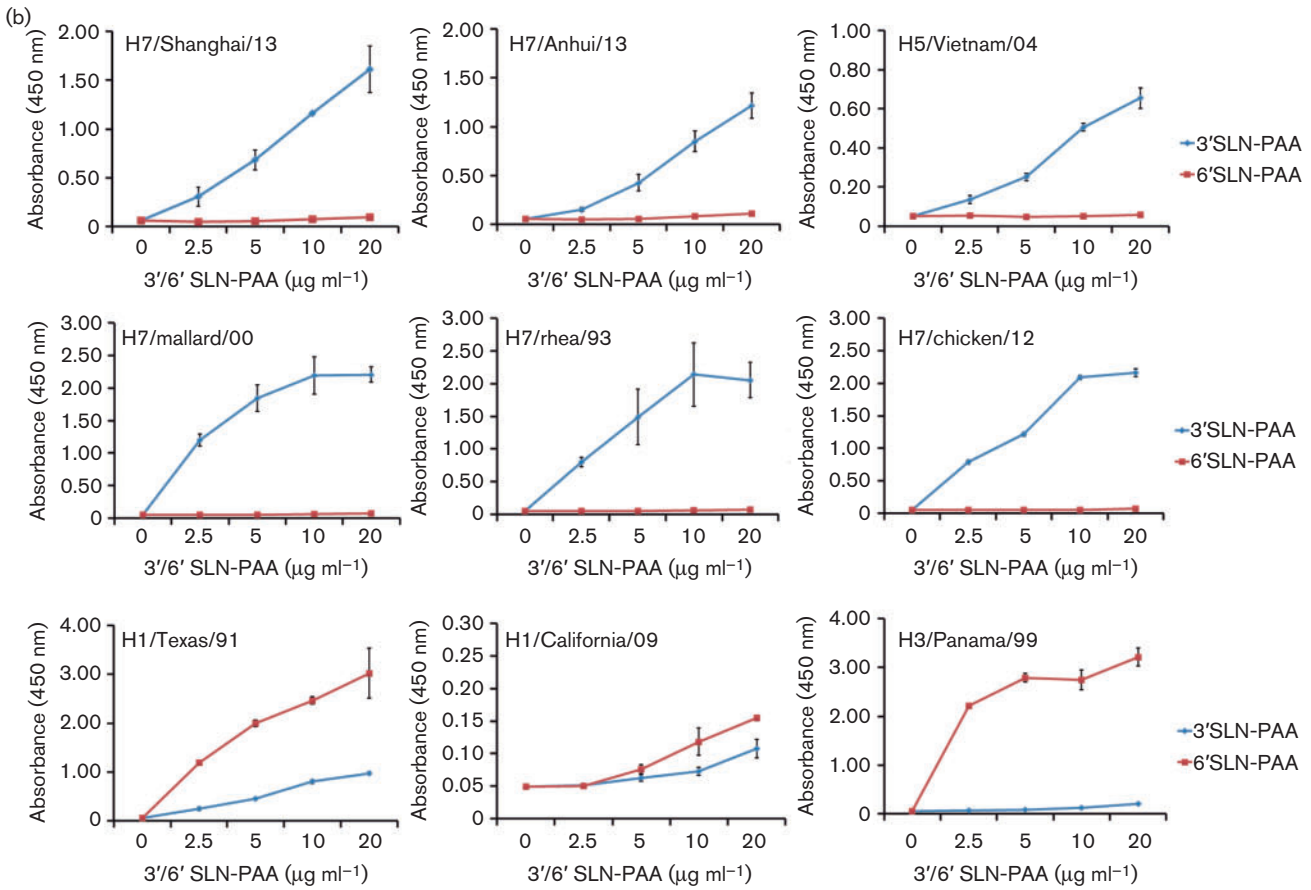 (b)
H7/Shanghai/13
Absorbance (450 nm)
2.00
1.50
1.00
0.50
0
0 2.5 5 10 20
3′/6′ SLN-PAA (µg ml⁻¹)
H7/Anhui/13
Absorbance (450 nm)
2.00
1.50
1.00
0.50
0
0 2.5 5 10 20
3′/6′ SLN-PAA (µg ml⁻¹)
H5/Vietnam/04
Absorbance (450 nm)
1.00
0.80
0.60
0.40
0.20
0
0 2.5 5 10 20
3′/6′ SLN-PAA (µg ml⁻¹)
3′SLN-PAA
6′SLN-PAA
H7/mallard/00
Absorbance (450 nm)
3.00
2.50
2.00
1.50
1.00
0.50
0
0 2.5 5 10 20
3′/6′ SLN-PAA (µg ml⁻¹)
H7/rhea/93
Absorbance (450 nm)
3.00
2.50
2.00
1.50
1.00
0.50
0
0 2.5 5 10 20
3′/6′ SLN-PAA (µg ml⁻¹)
H7/chicken/12
Absorbance (450 nm)
3.00
2.50
2.00
1.50
1.00
0.50
0
0 2.5 5 10 20
3′/6′ SLN-PAA (µg ml⁻¹)
3′SLN-PAA
6′SLN-PAA
H1/Texas/91
Absorbance (450 nm)
4.00
3.00
2.00
1.00
0
0 2.5 5 10 20
3′/6′ SLN-PAA (µg ml⁻¹)
H1/California/09
Absorbance (450 nm)
0.30
0.25
0.20
0.15
0.10
0.05
0
0 2.5 5 10 20
3′/6′ SLN-PAA (µg ml⁻¹)
H3/Panama/99
Absorbance (450 nm)
4.00
3.00
2.00
1.00
0
0 2.5 5 10 20
3′/6′ SLN-PAA (µg ml⁻¹)
3′SLN-PAA
6′SLN-PAA